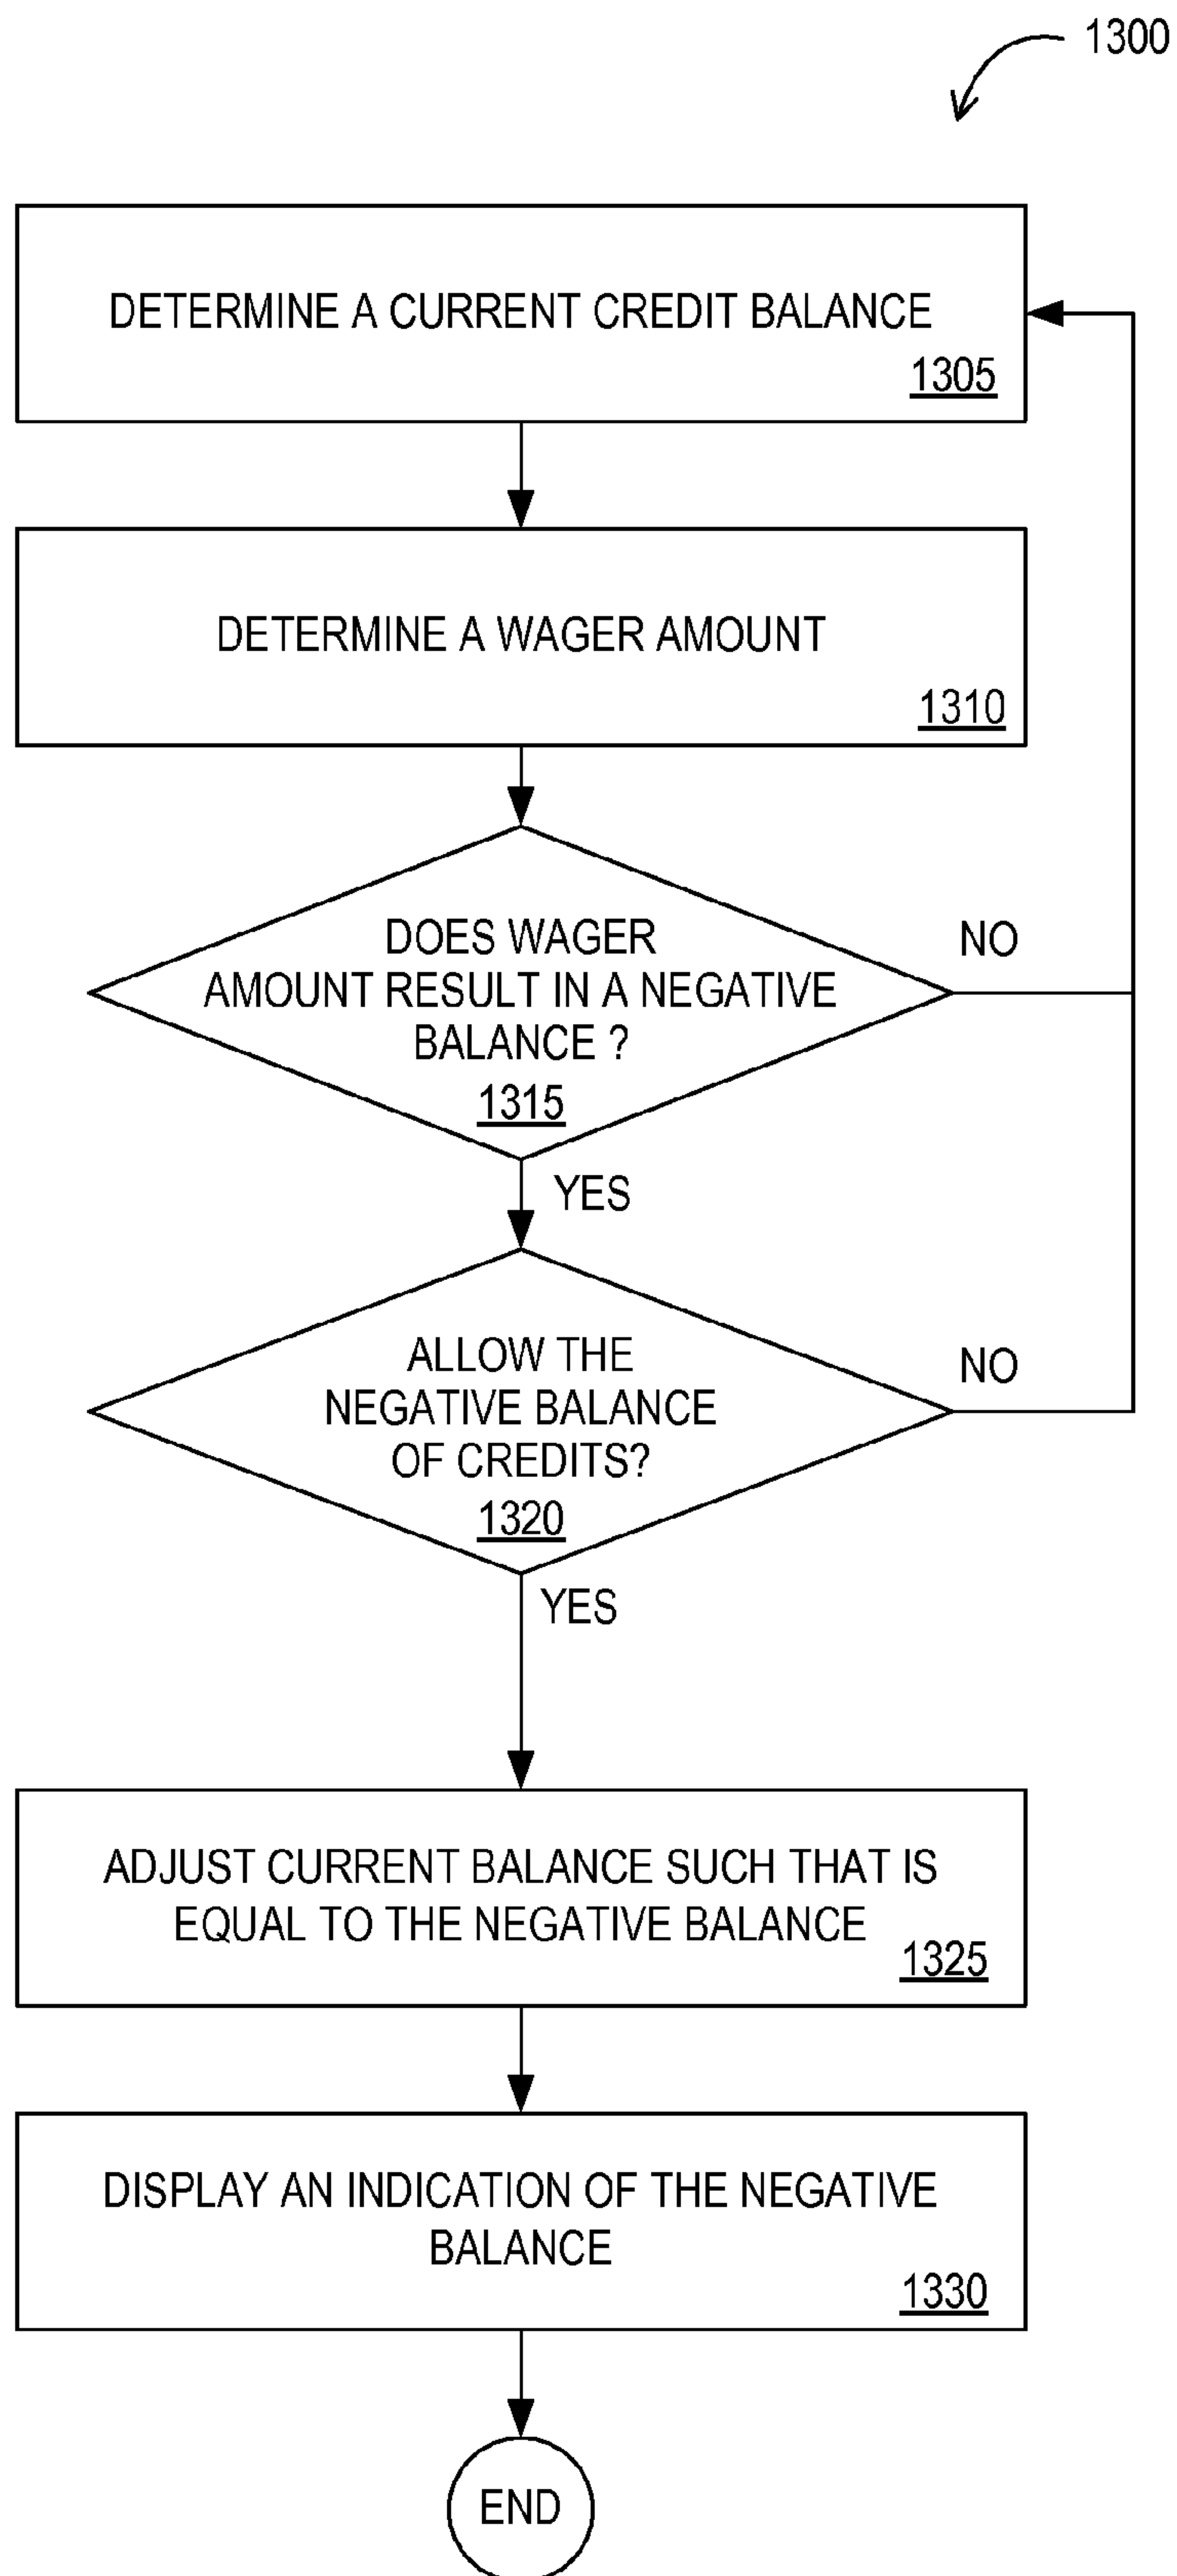 1300
DETERMINE A CURRENT CREDIT BALANCE
1305
DETERMINE A WAGER AMOUNT
1310
DOES WAGER
AMOUNT RESULT IN A NEGATIVE
BALANCE ?
1315
NO
YES
ALLOW THE
NEGATIVE BALANCE
OF CREDITS?
1320
NO
YES
ADJUST CURRENT BALANCE SUCH THAT IS
EQUAL TO THE NEGATIVE BALANCE
1325
DISPLAY AN INDICATION OF THE NEGATIVE
BALANCE
1330
END